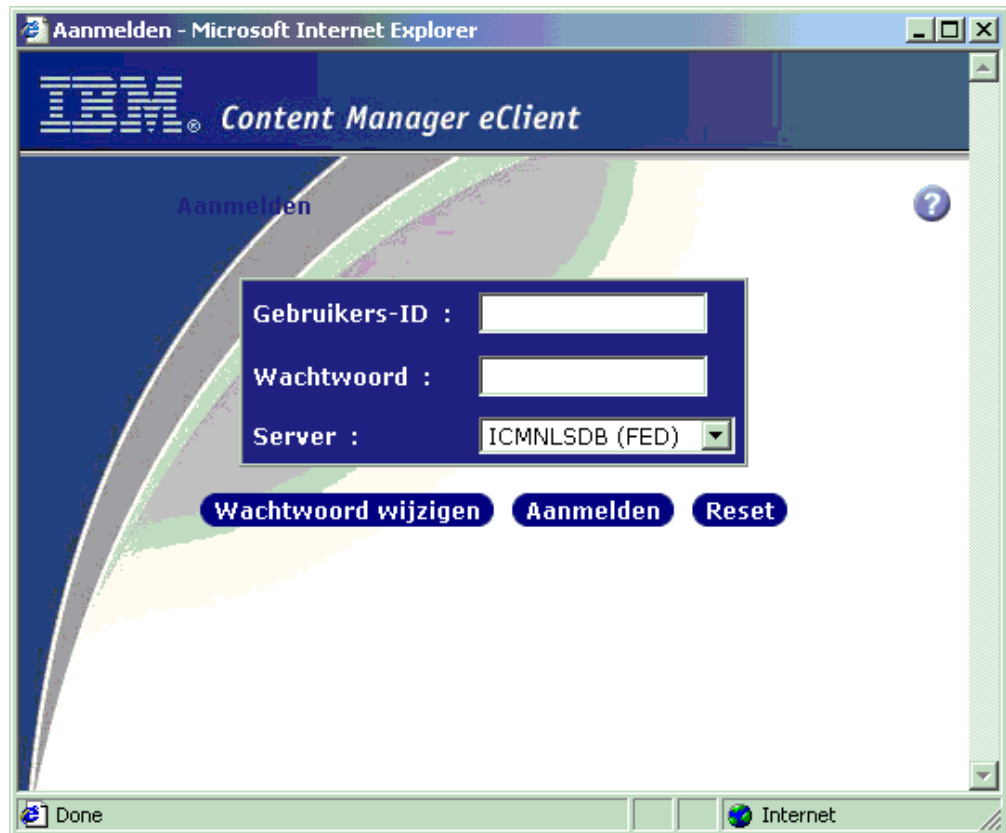 Aanmelden - Microsoft Internet Explorer
IBM® Content Manager eClient
Aanmelden
?
Gebruikers-ID :
Wachtwoord :
Server : ICMNLSDB (FED)
Wachtwoord wijzigen Aanmelden Reset
Done Internet